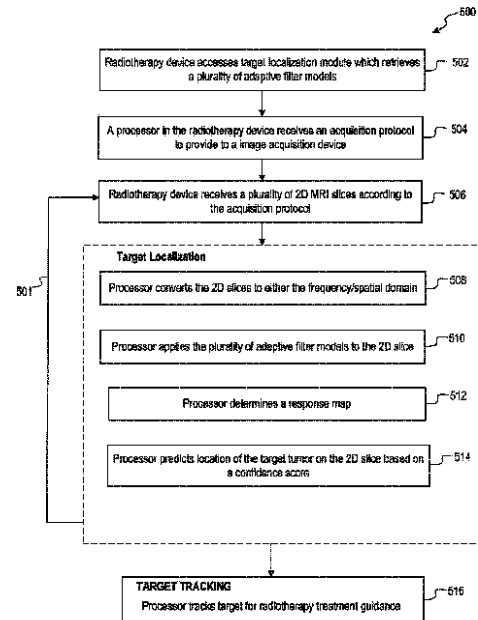 500
Radiotherapy device accesses target localization module which retrieves
a plurality of adaptive filter models
502
A processor in the radiotherapy device receives an acquisition protocol
to provide to a image acquisition device
504
Radiotherapy device receives a plurality of 2D MRI slices according to
the acquisition protocol
506
501
Target Localization
Processor converts the 2D slices to either the frequency/spatial domain
508
Processor applies the plurality of adaptive filter models to the 2D slice
510
Processor determines a response map
512
Processor predicts location of the target tumor on the 2D slice based on
a confidence score
514
TARGET TRACKING
Processor tracks target for radiotherapy treatment guidance
516